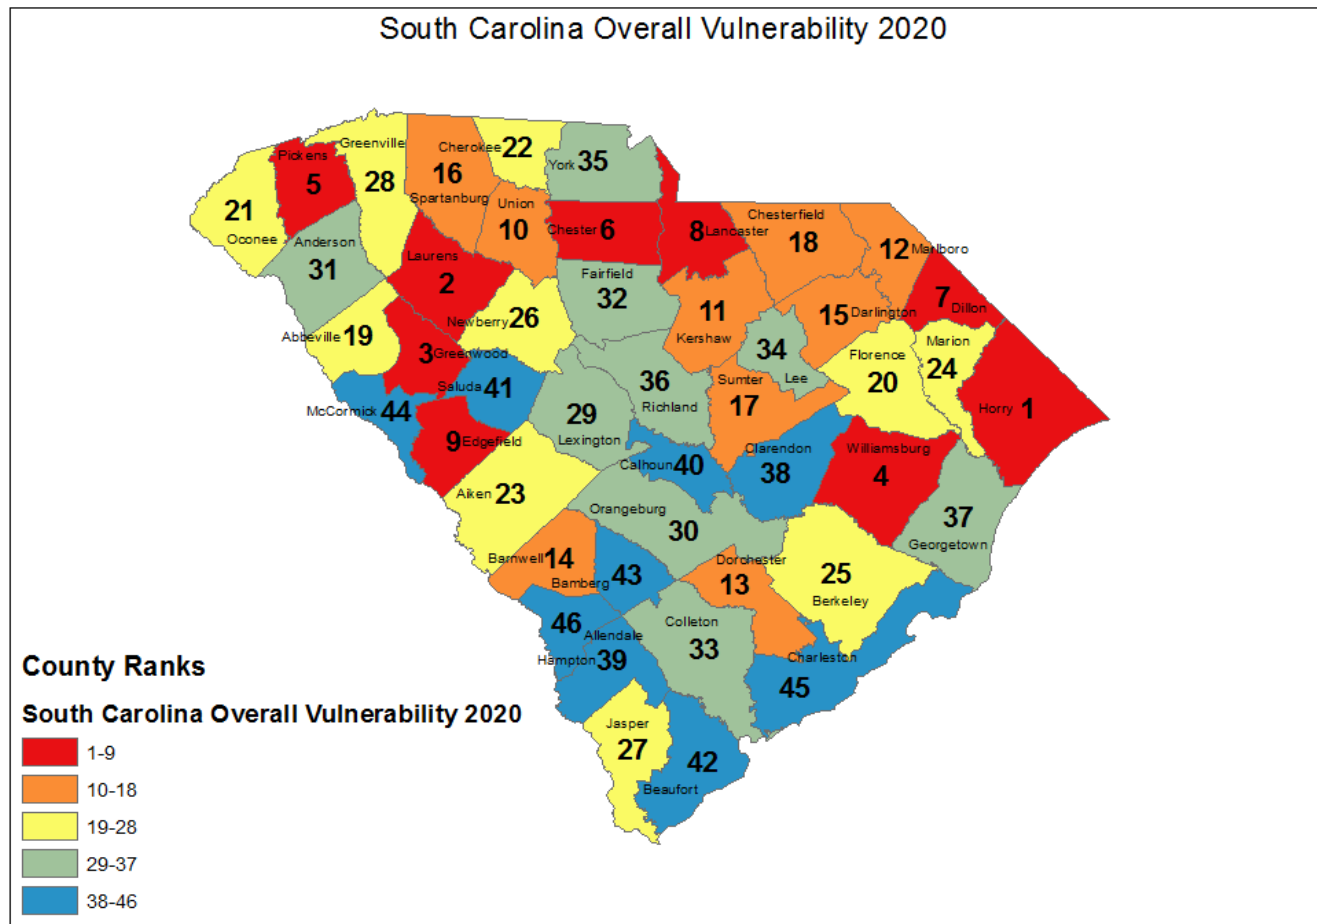 South Carolina Overall Vulnerability 2020
Greenville
28
Cherokee
22
York
35
Pickens
5
16
Spartanburg
Union
10
21
Oconee
Anderson
31
Chester
6
8
Lancaster
Chesterfield
18
12
Marlboro
Laurens
2
Fairfield
32
11
Kershaw
15
Darlington
7
Dillon
Abbeville
19
Newberry
26
3
Greenwood
34
Lee
Florence
20
Marion
24
Saluda
41
36
Richland
Sumter
17
Horry
1
McCormick
44
9
Edgefield
29
Lexington
Calhoun
40
Clarendon
38
Williamsburg
4
Aiken
23
Orangeburg
30
37
Georgetown
Barnwell
14
Bamberg
43
Dorchester
13
25
Berkeley
46
Allendale
Hampton
39
Colleton
33
Charleston
45
Jasper
27
42
Beaufort
County Ranks
South Carolina Overall Vulnerability 2020
1-9
10-18
19-28
29-37
38-46